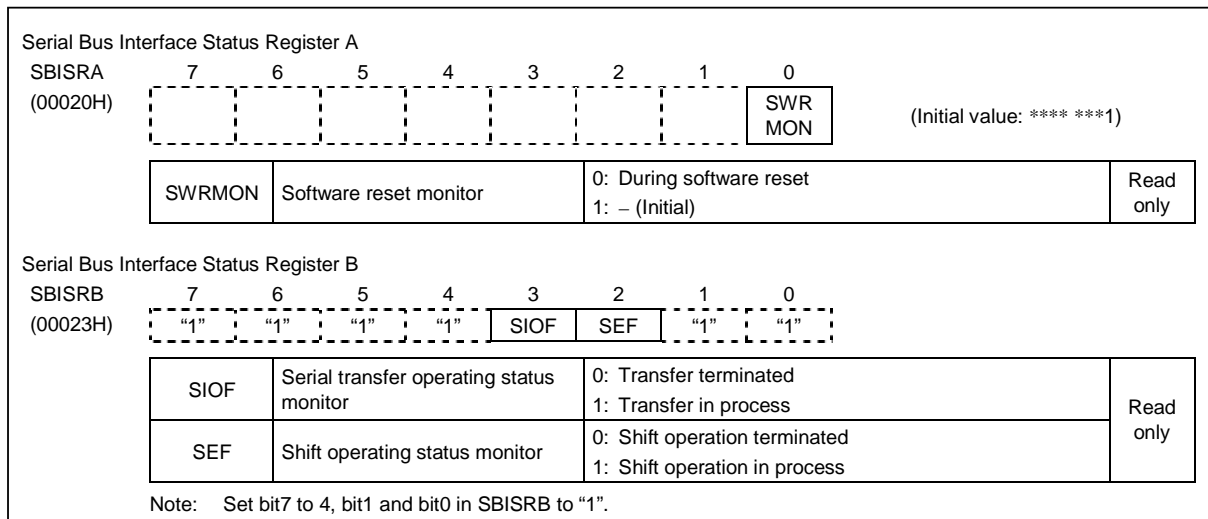 Serial Bus Interface Status Register A
SBISRA 7 6 5 4 3 2 1 0
(00020H) SWR MON (Initial value: **** ***1)
SWRMON Software reset monitor 0: During software reset Read only
1: – (Initial)
Serial Bus Interface Status Register B
SBISRB 7 6 5 4 3 2 1 0
(00023H) “1” “1” “1” “1” SIOF SEF “1” “1”
SIOF Serial transfer operating status monitor 0: Transfer terminated Read only
1: Transfer in process
SEF Shift operating status monitor 0: Shift operation terminated
1: Shift operation in process
Note: Set bit7 to 4, bit1 and bit0 in SBISRB to “1”.